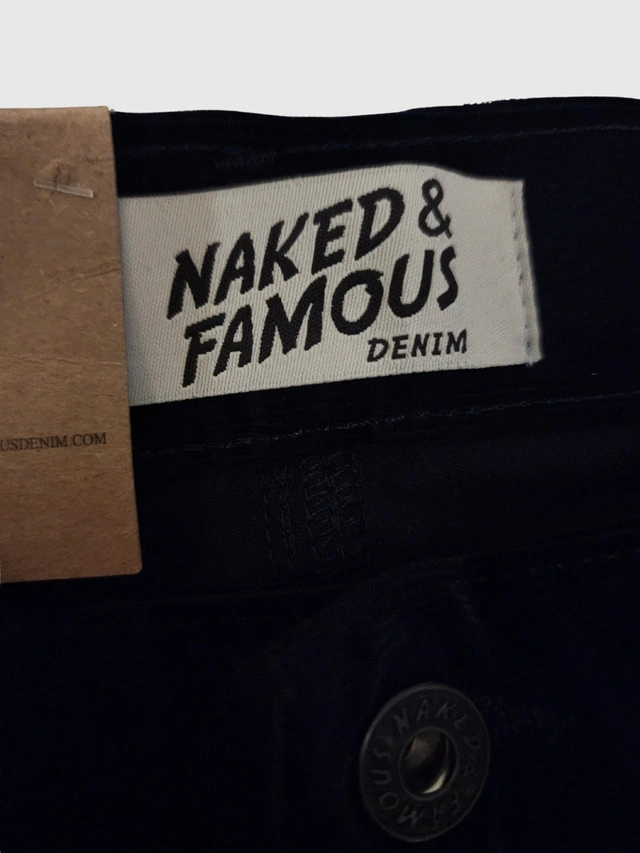 NAKED &
FAMOUS
DENIM
USDENIM.COM
NAKED & FAMOUS